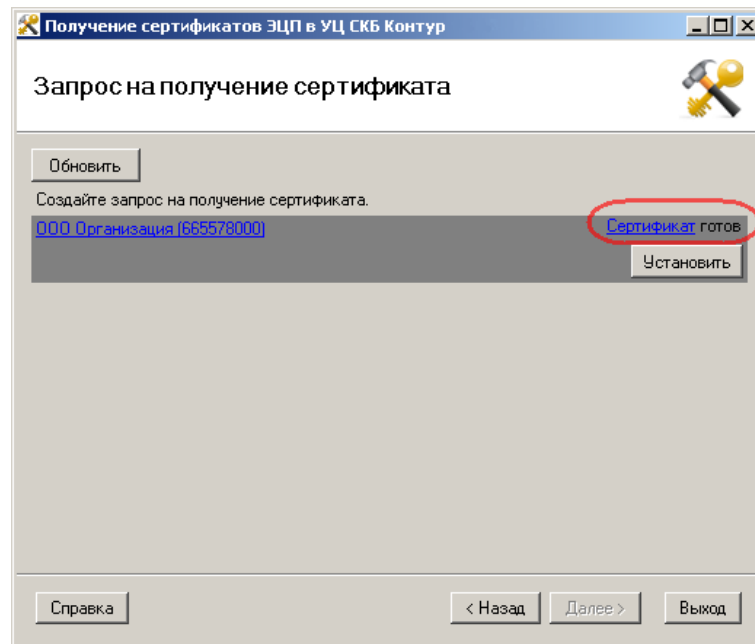 Получение сертификатов ЭЦП в УЦ СКБ Контур
Запрос на получение сертификата
Обновить
Создайте запрос на получение сертификата.
ООО Организация (665578000) Сертификат готов
Установить
Справка < Назад Далее > Выход